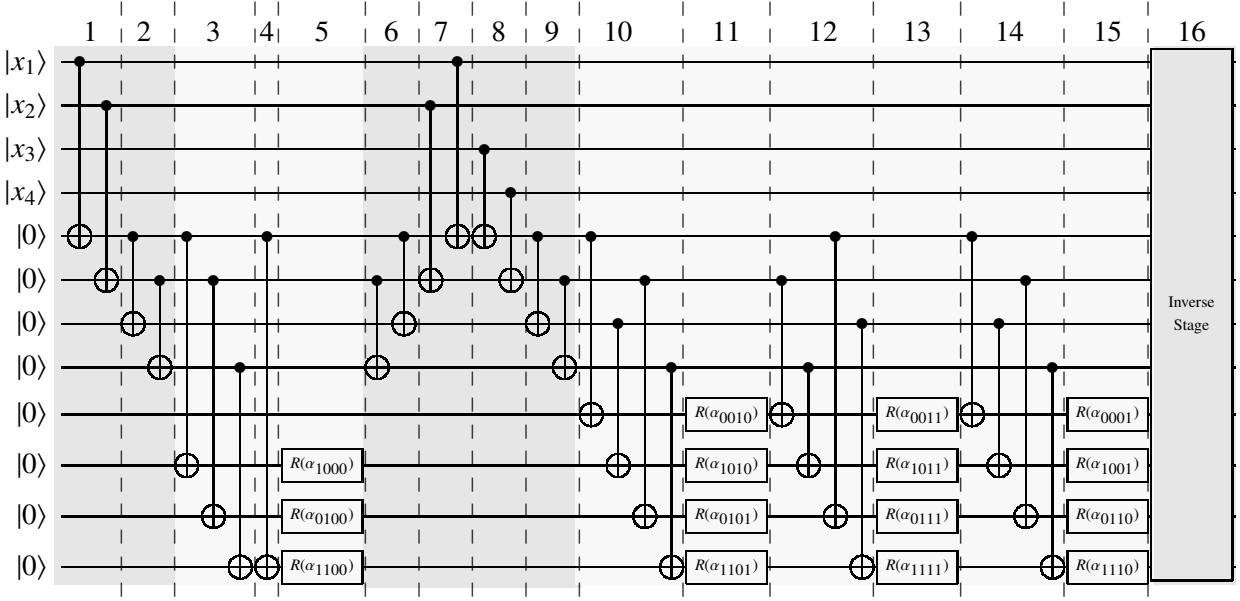 1 2 3 4 5 6 7 8 9 10 11 12 13 14 15 16
|x₁⟩
|x₂⟩
|x₃⟩
|x₄⟩
|0⟩
|0⟩
|0⟩ Inverse
Stage
|0⟩
|0⟩ R(α₀₀₁₀) R(α₀₀₁₁) R(α₀₀₀₁)
|0⟩ R(α₁₀₀₀) R(α₁₀₁₀) R(α₁₀₁₁) R(α₁₀₀₁)
|0⟩ R(α₀₁₀₀) R(α₀₁₀₁) R(α₀₁₁₁) R(α₀₁₁₀)
|0⟩ R(α₁₁₀₀) R(α₁₁₀₁) R(α₁₁₁₁) R(α₁₁₁₀)